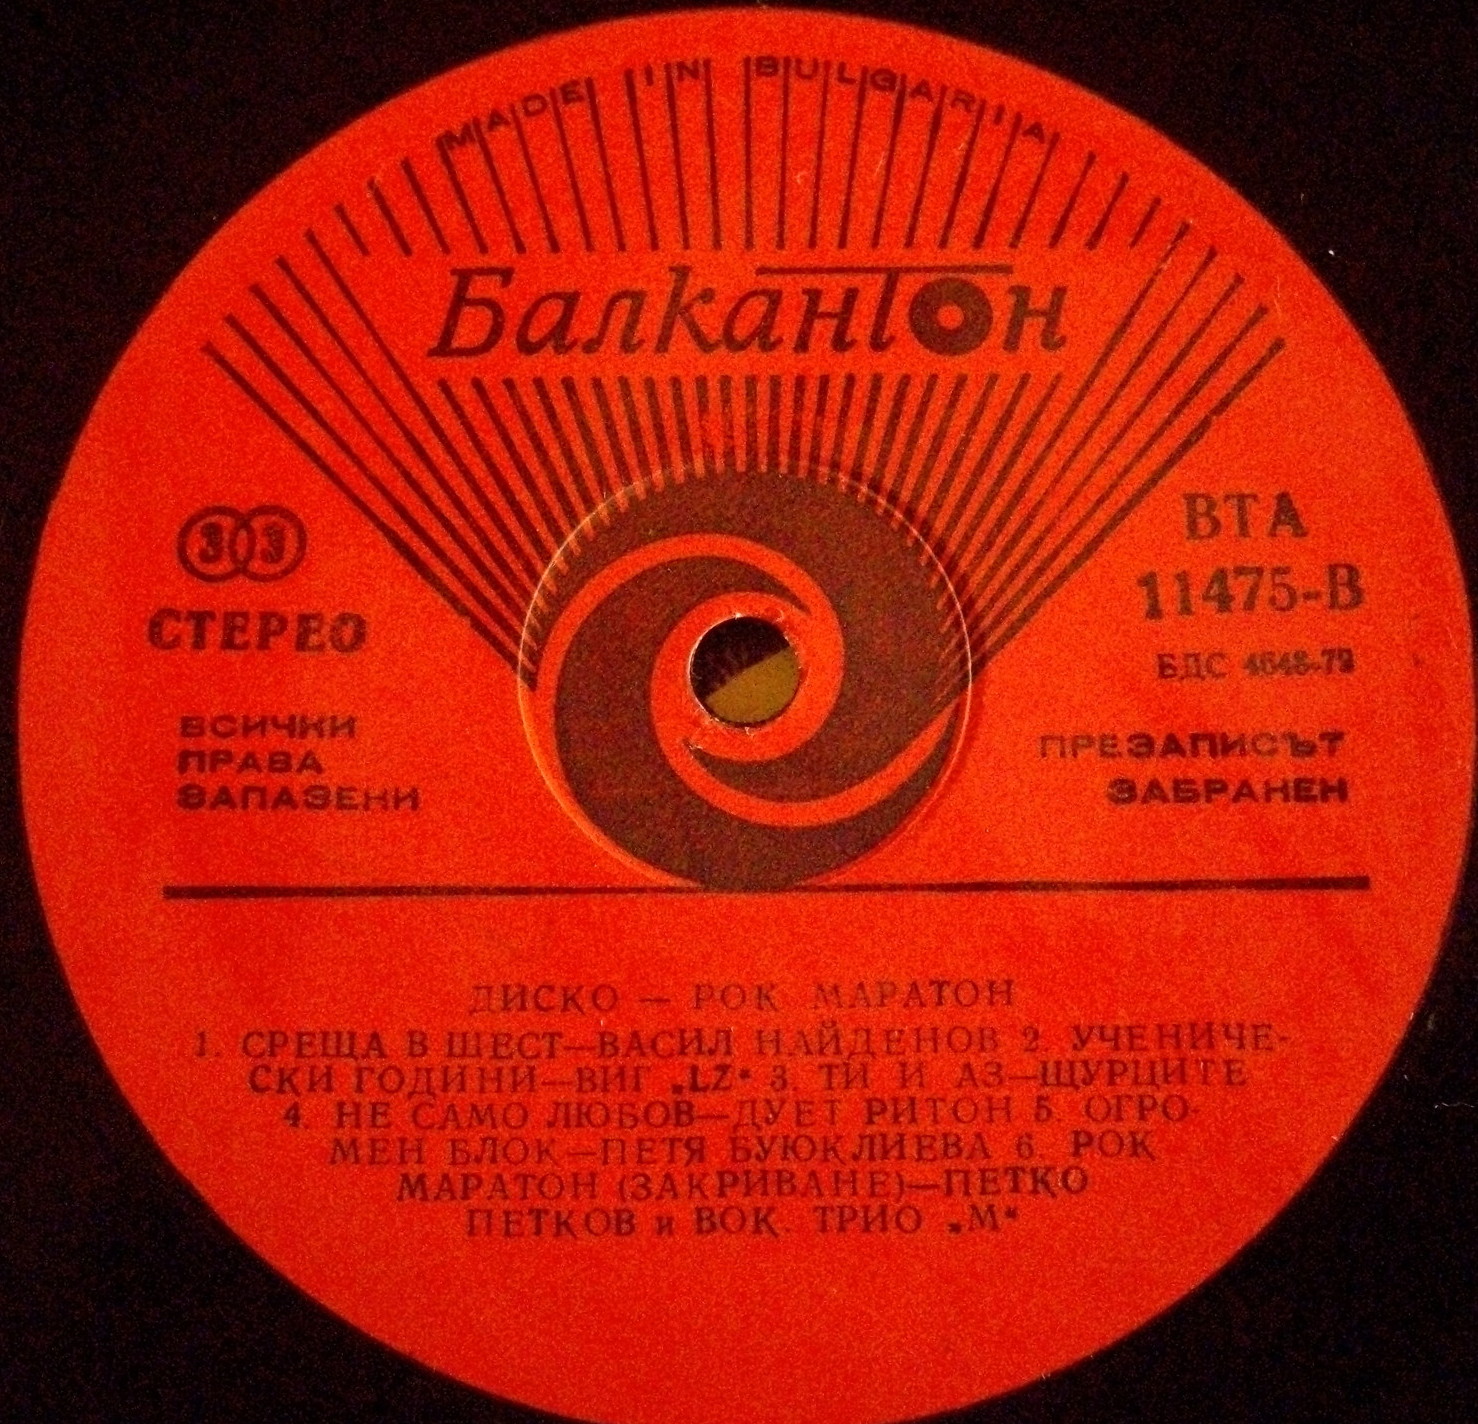 MADE IN BULGARIA
Балкантон
33
СТЕРЕО
ВСИЧКИ
ПРАВА
ЗАПАЗЕНИ
ВТА
11475-В
БДС 4648-72
ПРЕЗАПИСЪТ
ЗАБРАНЕН
ДИСКО — РОК МАРАТОН
1. СРЕЩА В ШЕСТ—ВАСИЛ НАЙДЕНОВ 2. УЧЕНИЧЕ-
СКИ ГОДИНИ—ВИГ „LZ“ 3. ТИ И АЗ—ЩУРЦИТЕ
4. НЕ САМО ЛЮБОВ—ДУЕТ РИТОН 5. ОГРО-
МЕН БЛОК—ПЕТЯ БУЮКЛИЕВА 6. РОК
МАРАТОН (ЗАКРИВАНЕ)—ПЕТКО
ПЕТКОВ и ВОК. ТРИО „М“